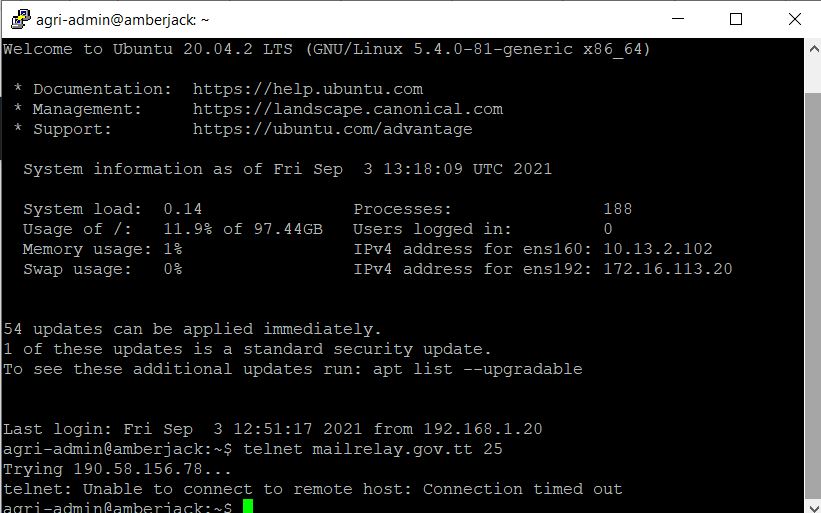 agri-admin@amberjack: ~
Welcome to Ubuntu 20.04.2 LTS (GNU/Linux 5.4.0-81-generic x86_64)
* Documentation:  https://help.ubuntu.com
* Management:     https://landscape.canonical.com
* Support:        https://ubuntu.com/advantage
System information as of Fri Sep  3 13:18:09 UTC 2021
System load:  0.14               Processes:               188
Usage of /:   11.9% of 97.44GB   Users logged in:         0
Memory usage: 1%                 IPv4 address for ens160: 10.13.2.102
Swap usage:   0%                 IPv4 address for ens192: 172.16.113.20
54 updates can be applied immediately.
1 of these updates is a standard security update.
To see these additional updates run: apt list --upgradable
Last login: Fri Sep  3 12:51:17 2021 from 192.168.1.20
agri-admin@amberjack:~$ telnet mailrelay.gov.tt 25
Trying 190.58.156.78...
telnet: Unable to connect to remote host: Connection timed out
agri-admin@amberjack:~$